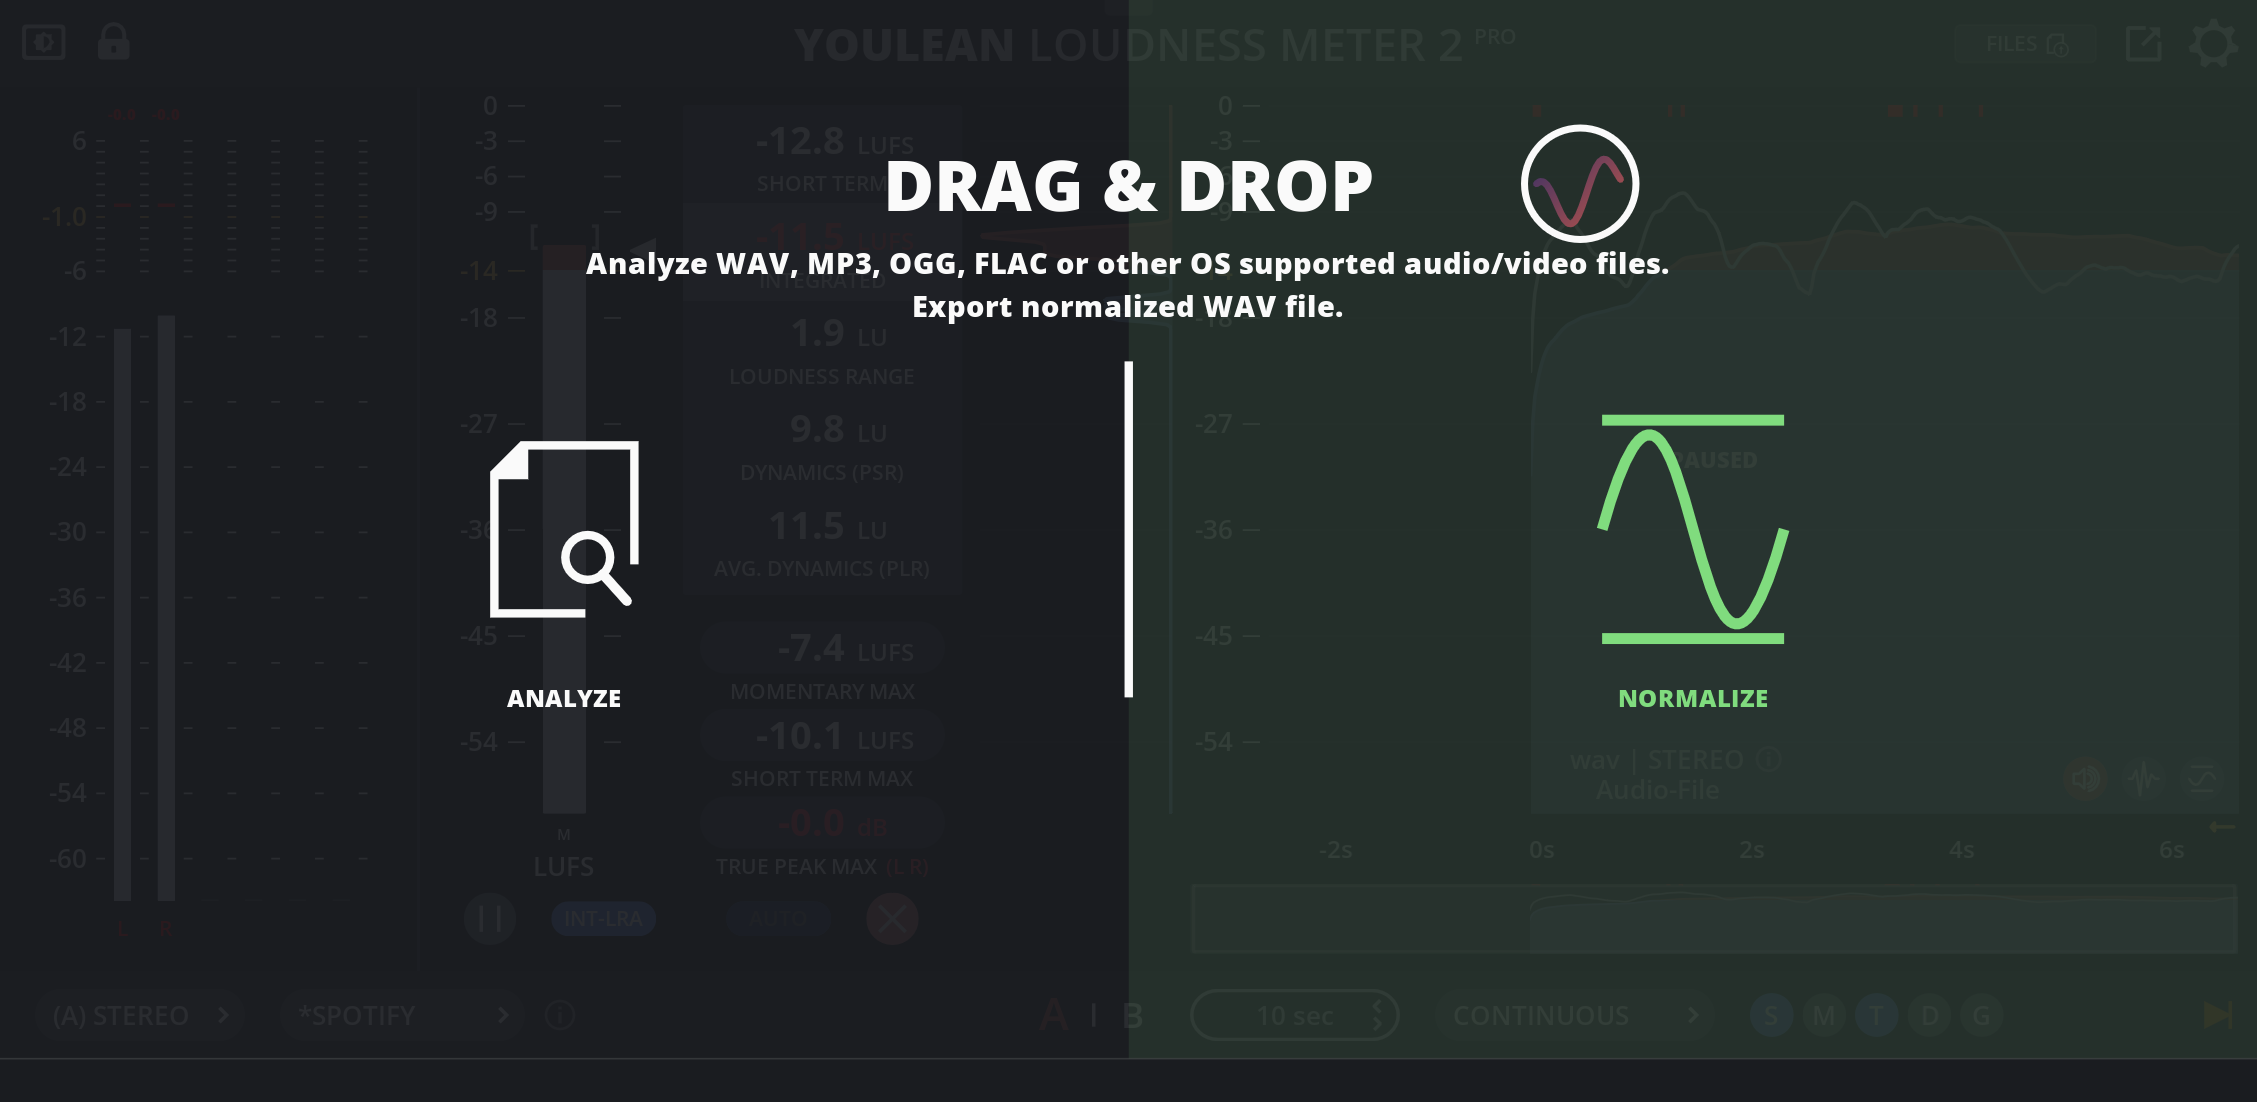 YOULEAN LOUDNESS METER 2 PRO
FILES
DRAG & DROP
Analyze WAV, MP3, OGG, FLAC or other OS supported audio/video files.
Export normalized WAV file.
ANALYZE
NORMALIZE
6
-1.0
-6
-12
-18
-24
-30
-36
-42
-48
-54
-60
L R
0
-3
-6
-9
-14
-18
-27
-36
-45
-54
M
LUFS
-12.8 LUFS
SHORT TERM
-11.5 LUFS
INTEGRATED
1.9 LU
LOUDNESS RANGE
9.8 LU
DYNAMICS (PSR)
11.5 LU
AVG. DYNAMICS (PLR)
-7.4 LUFS
MOMENTARY MAX
-10.1 LUFS
SHORT TERM MAX
-0.0 dB
TRUE PEAK MAX (L R)
INT-LRA
AUTO
0
-3
-9
-18
-27
-36
-45
-54
PAUSED
wav | STEREO
Audio-File
-2s 0s 2s 4s 6s
(A) STEREO
*SPOTIFY
A | B
10 sec
CONTINUOUS
S M T D G